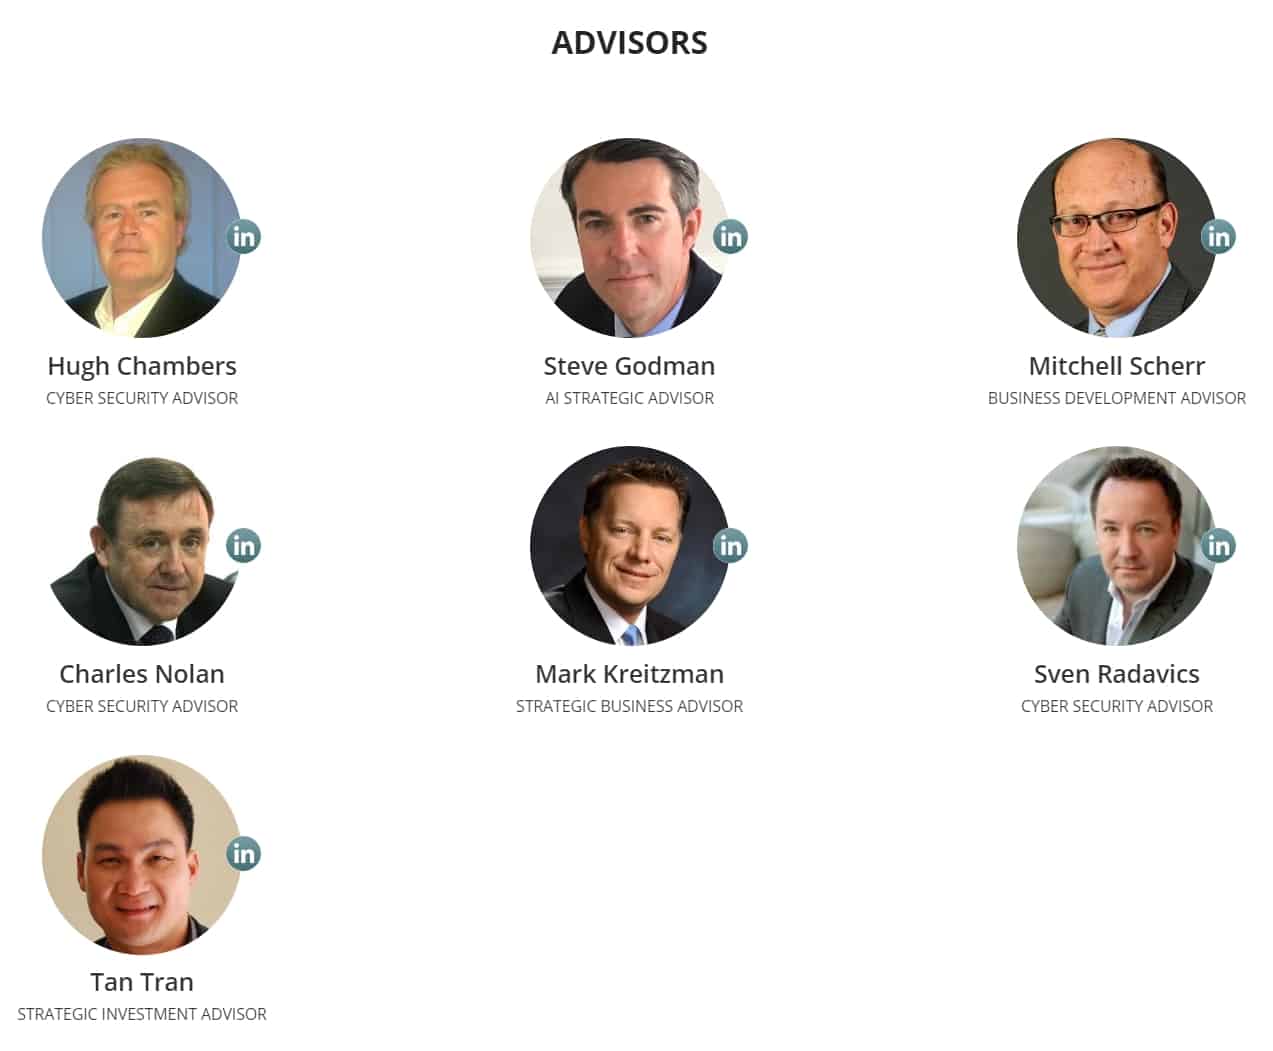 ADVISORS
in
in
in
Hugh Chambers
Steve Godman
Mitchell Scherr
CYBER SECURITY ADVISOR
AI STRATEGIC ADVISOR
BUSINESS DEVELOPMENT ADVISOR
in
in
in
Charles Nolan
Mark Kreitzman
Sven Radavics
CYBER SECURITY ADVISOR
STRATEGIC BUSINESS ADVISOR
CYBER SECURITY ADVISOR
in
Tan Tran
STRATEGIC INVESTMENT ADVISOR